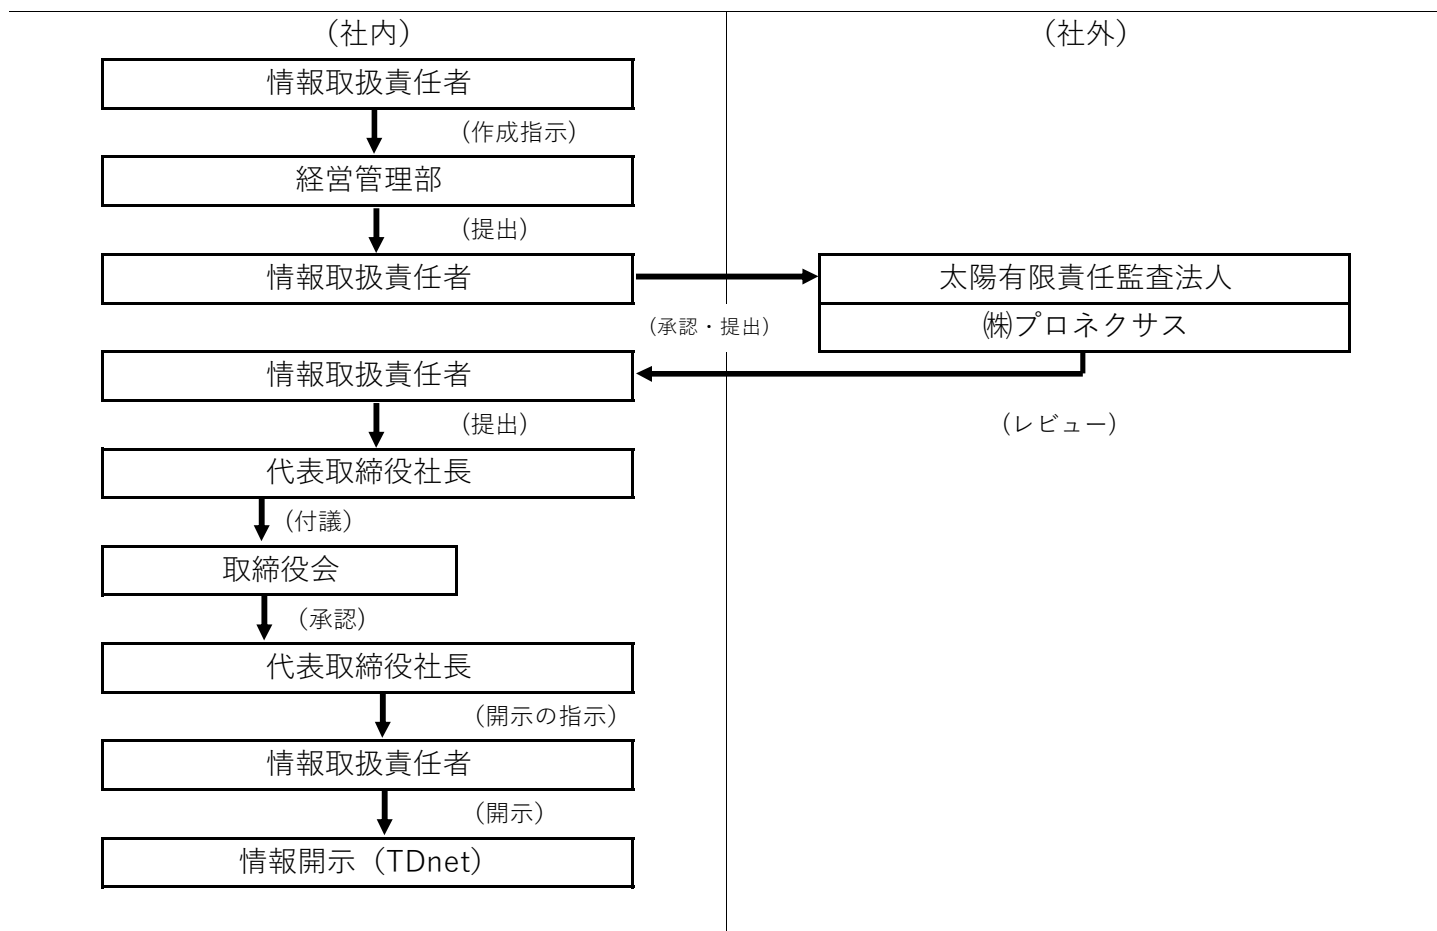 （社内）
（社外）
情報取扱責任者
（作成指示）
経営管理部
（提出）
情報取扱責任者
太陽有限責任監査法人
（承認・提出）
㈱プロネクサス
情報取扱責任者
（提出）
（レビュー）
代表取締役社長
（付議）
取締役会
（承認）
代表取締役社長
（開示の指示）
情報取扱責任者
（開示）
情報開示（TDnet）